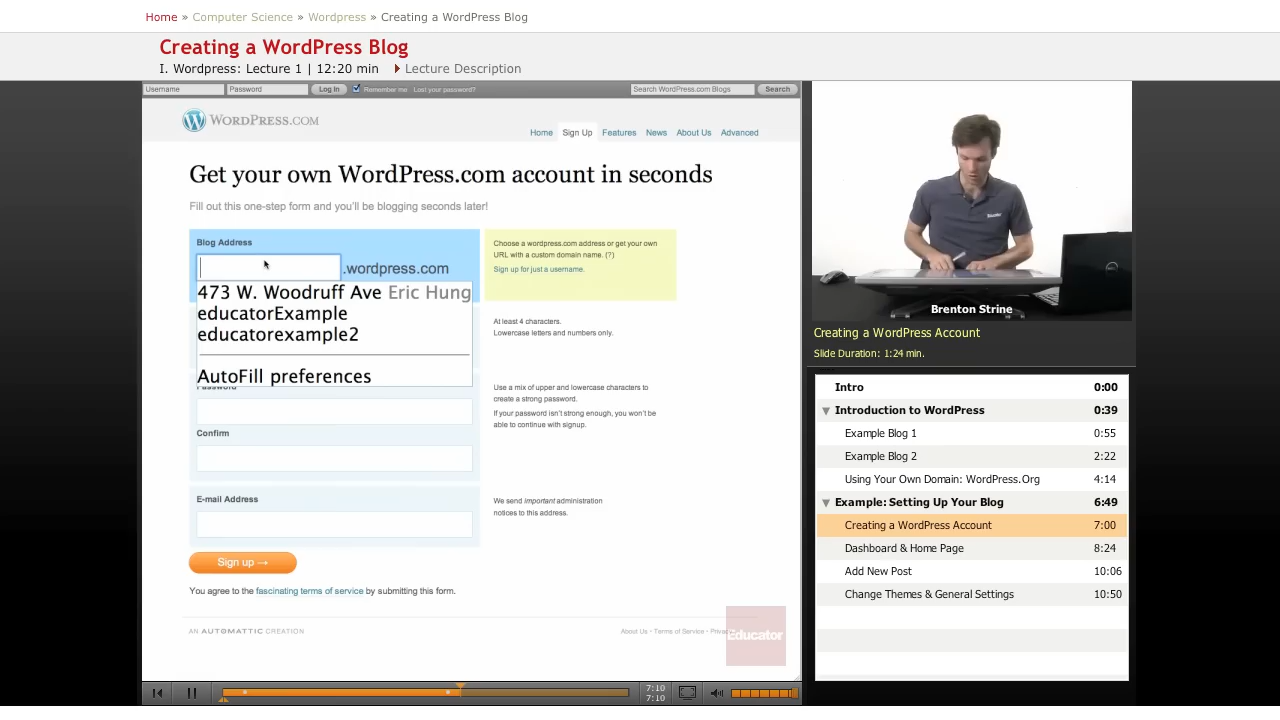 Home » Computer Science » Wordpress » Creating a WordPress Blog
Creating a WordPress Blog
I. Wordpress: Lecture 1 | 12:20 min Lecture Description
Username Password Log In Remember me Lost your password? Search WordPress.com Blogs Search
WORDPRESS.COM
Home Sign Up Features News About Us Advanced
Get your own WordPress.com account in seconds
Fill out this one-step form and you'll be blogging seconds later!
Blog Address
.wordpress.com
Choose a wordpress.com address or get your own
URL with a custom domain name. (?)
Sign up for just a username.
473 W. Woodruff Ave Eric Hung
educatorExample
educatorexample2
AutoFill preferences
At least 4 characters.
Lowercase letters and numbers only.
Password
Use a mix of upper and lowercase characters to
create a strong password.
If your password isn't strong enough, you won't be
able to continue with signup.
Confirm
E-mail Address
We send important administration
notices to this address.
Sign up →
You agree to the fascinating terms of service by submitting this form.
AN AUTOMATTIC CREATION
About Us • Terms of Service • Privac
Educator
7:10
7:10
Brenton Strine
Creating a WordPress Account
Slide Duration: 1:24 min.
Intro 0:00
Introduction to WordPress 0:39
Example Blog 1 0:55
Example Blog 2 2:22
Using Your Own Domain: WordPress.Org 4:14
Example: Setting Up Your Blog 6:49
Creating a WordPress Account 7:00
Dashboard & Home Page 8:24
Add New Post 10:06
Change Themes & General Settings 10:50